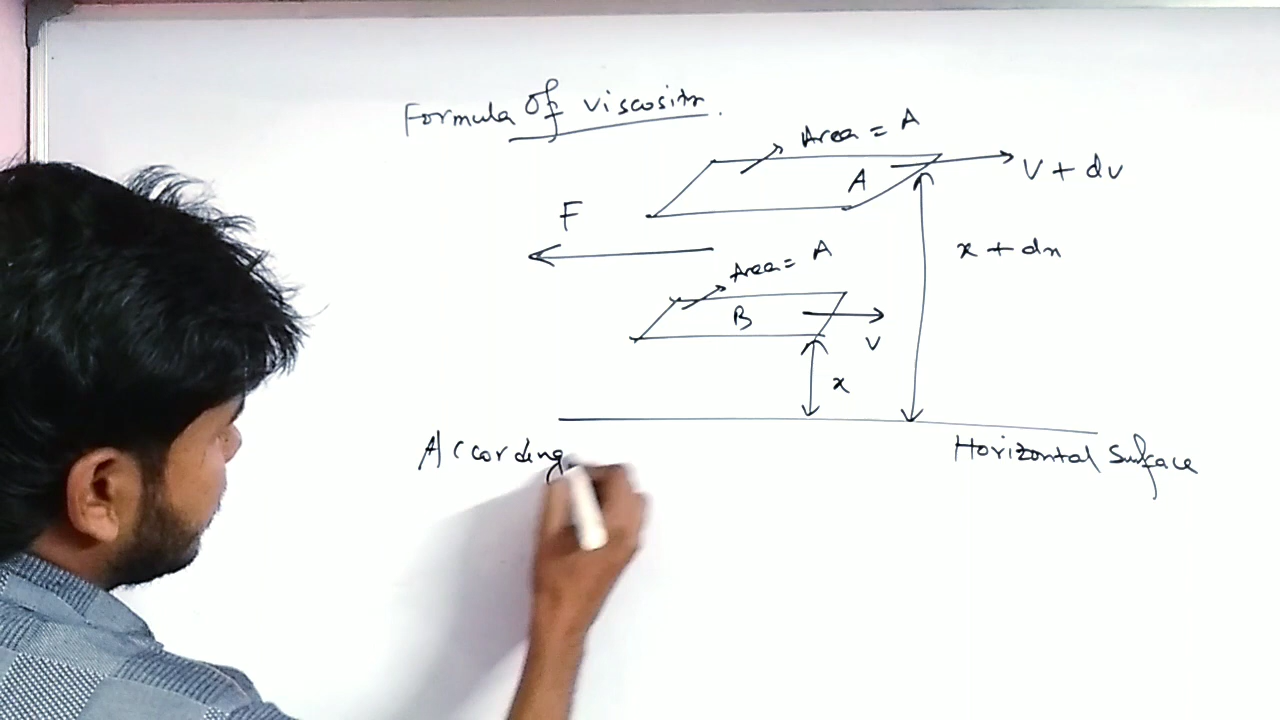 Formula Of viscosity.
Area = A
A
V + dv
F
x + dx
Area = A
B
v
x
According
Horizontal Surface